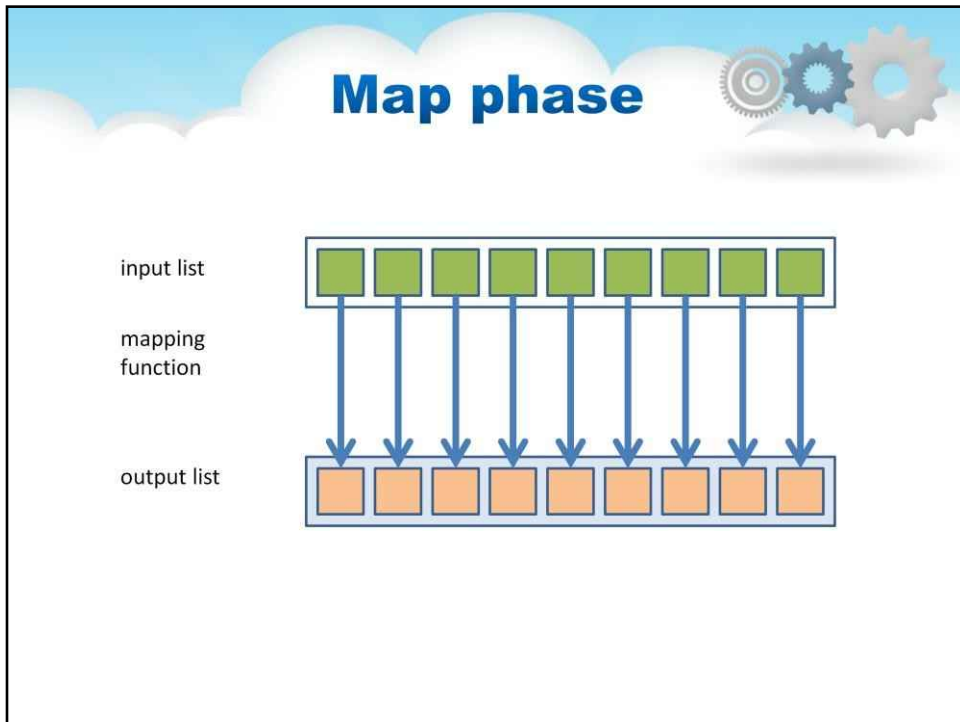 Map phase
input list
mapping
function
output list